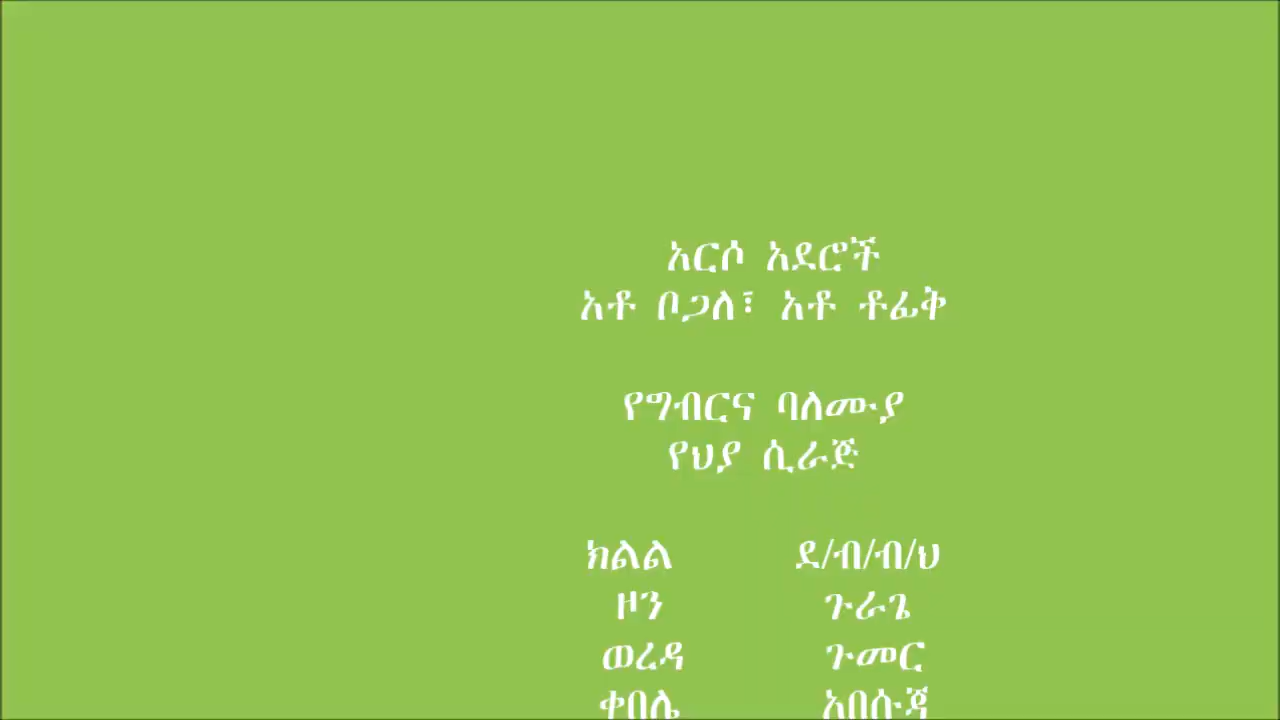 አርሶ አደሮች
አቶ ቦጋለ፣ አቶ ቶፊቅ
የግብርና ባለሙያ
የህያ ሲራጅ
ክልል ደ/ብ/ብ/ህ
ዞን ጉራጌ
ወረዳ ጉመር
ቀበሌ አበሱጃ